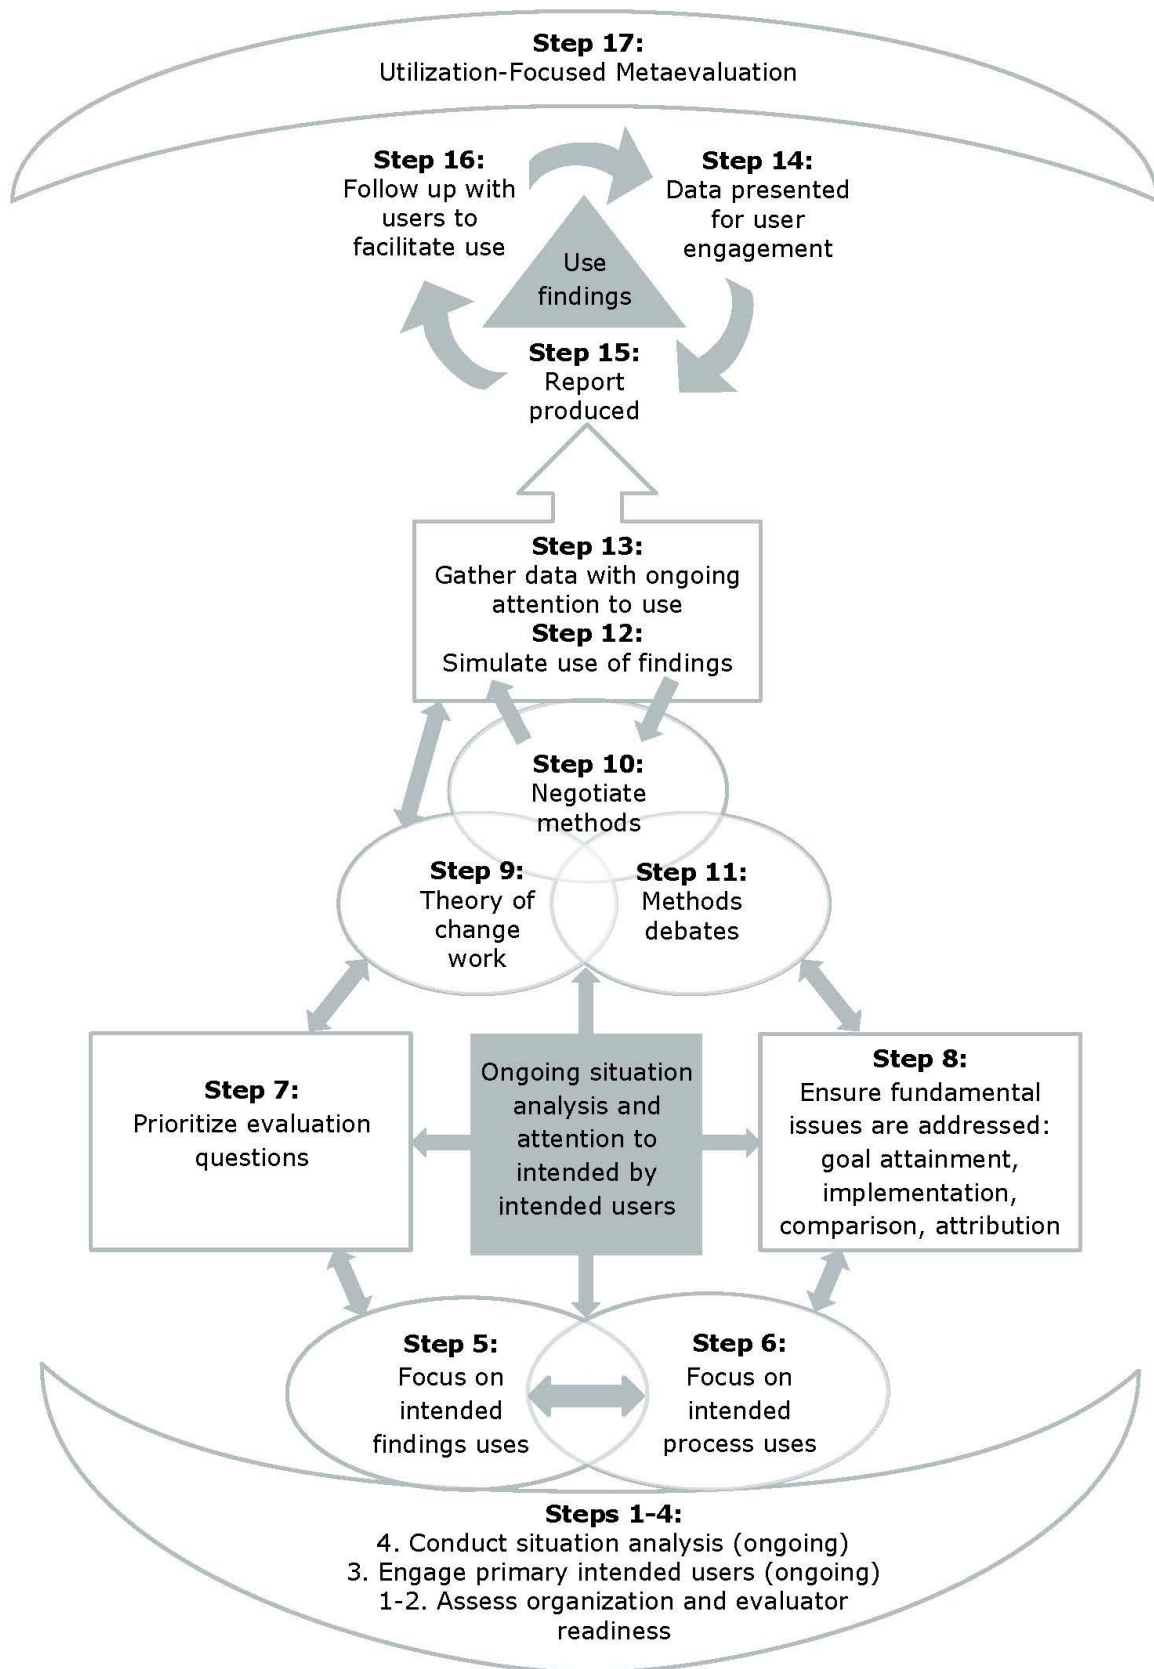 Step 17:
Utilization-Focused Metaevaluation
Step 16:
Follow up with
users to
facilitate use
Step 14:
Data presented
for user
engagement
Use
findings
Step 15:
Report
produced
Step 13:
Gather data with ongoing
attention to use
Step 12:
Simulate use of findings
Step 10:
Negotiate
methods
Step 9:
Theory of
change
work
Step 11:
Methods
debates
Step 7:
Prioritize evaluation
questions
Ongoing situation
analysis and
attention to
intended by
intended users
Step 8:
Ensure fundamental
issues are addressed:
goal attainment,
implementation,
comparison, attribution
Step 5:
Focus on
intended
findings uses
Step 6:
Focus on
intended
process uses
Steps 1-4:
4. Conduct situation analysis (ongoing)
3. Engage primary intended users (ongoing)
1-2. Assess organization and evaluator
readiness